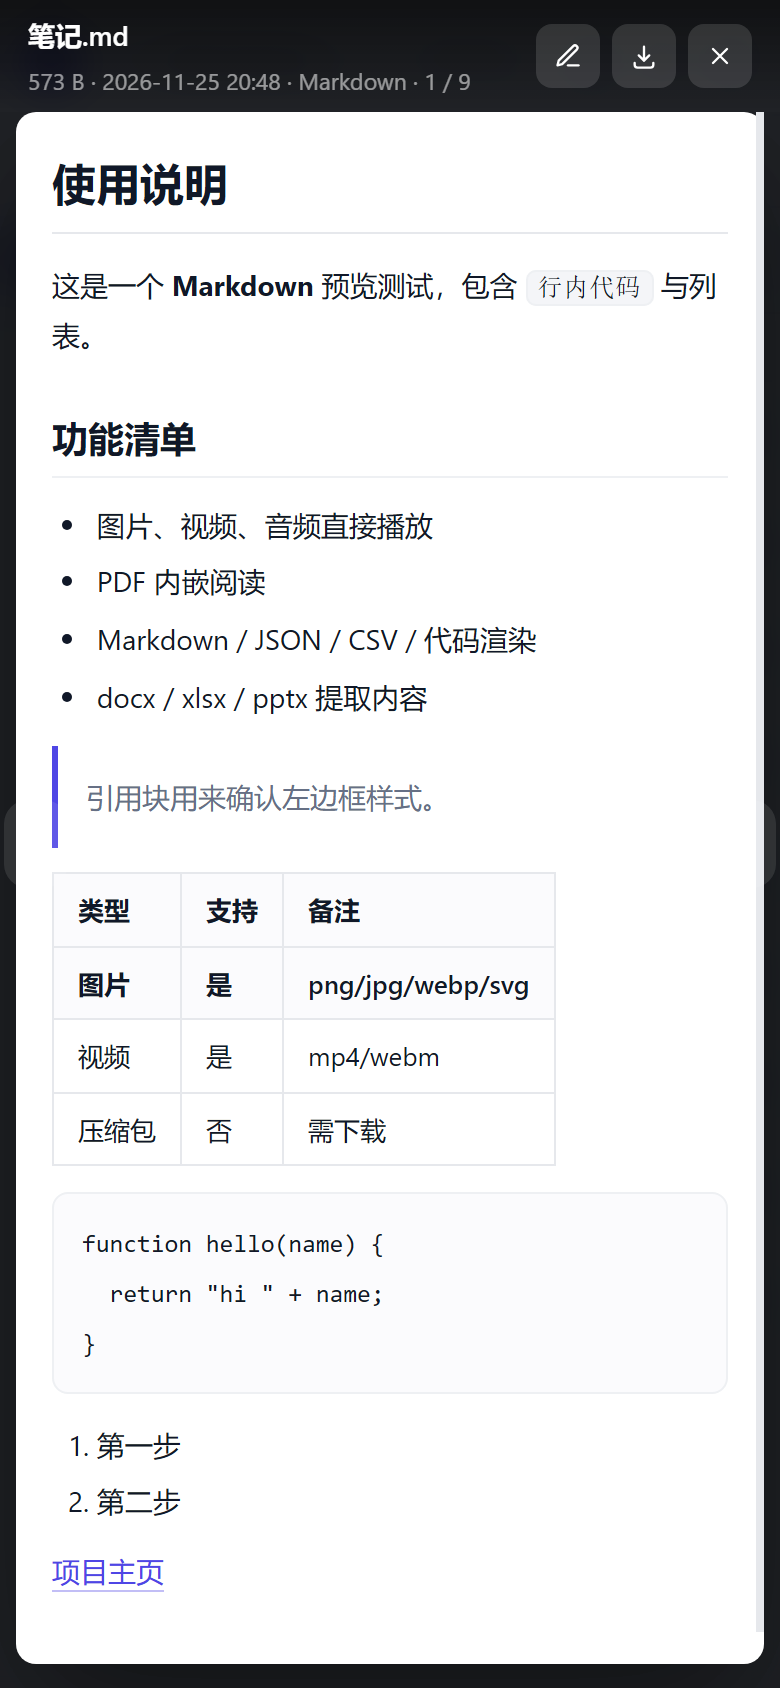 笔记.md
573 B · 2026-11-25 20:48 · Markdown · 1 / 9
使用说明
这是一个 Markdown 预览测试，包含 行内代码 与列
表。
功能清单
• 图片、视频、音频直接播放
• PDF 内嵌阅读
• Markdown / JSON / CSV / 代码渲染
• docx / xlsx / pptx 提取内容
引用块用来确认左边框样式。
类型 支持 备注
图片 是 png/jpg/webp/svg
视频 是 mp4/webm
压缩包 否 需下载
function hello(name) {
  return "hi " + name;
}
1. 第一步
2. 第二步
项目主页